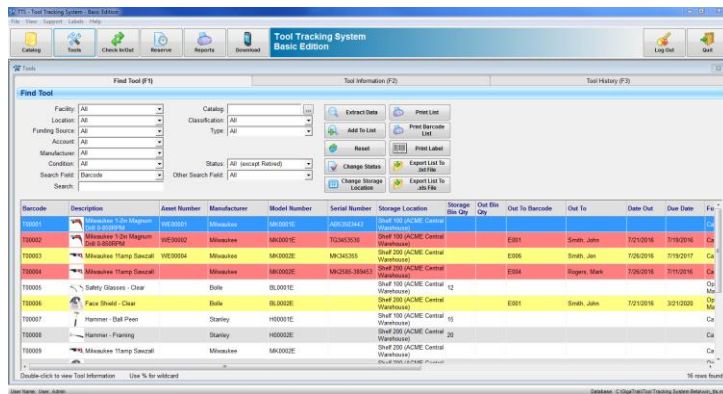 TTS - Tool Tracking System - Basic Edition
File View Support Labels Help
Catalog Tools Check In/Out Reserve Reports Download Tool Tracking System Basic Edition Log Out Quit
Tools
Find Tool (F1) Tool Information (F2) Tool History (F3)
Find Tool
Facility: All Catalog: Extract Data Print List
Location: All Classification: All
Funding Source: All Type: All Add To List Print Barcode List
Account: All Reset Print Label
Manufacturer: All
Condition: All Status: All (except Retired) Change Status Export List To .txt File
Search Field: Barcode Other Search Field: All Change Storage Location Export List To .xls File
Search:
Barcode Description Asset Number Manufacturer Model Number Serial Number Storage Location Storage Bin Qty Out Bin Qty Out To Barcode Out To Date Out Due Date
T00001 Milwaukee 1-2in Magnum Drill 0-850RPM WE00001 Milwaukee MK0001E Shelf 100 (ACME Central Warehouse) Ca
T00002 Milwaukee 1-2in Magnum Drill 0-850RPM WE00002 Milwaukee MK0001E TG3453530 Shelf 100 (ACME Central Warehouse) E001 Smith, John 7/21/2016 7/19/2016 Ca
T00003 Milwaukee 11amp Sawzall WE00004 Milwaukee MK0002E MK345355 Shelf 200 (ACME Central Warehouse) E006 Smith, Jen 7/26/2016 7/19/2017 Ca
T00004 Milwaukee 11amp Sawzall Milwaukee MK0002E MK2585-389453 Shelf 200 (ACME Central Warehouse) E004 Rogers, Mark 7/26/2016 7/11/2016 Ca
T00005 Safety Glasses - Clear Bolle BL0001E Shelf 100 (ACME Central Warehouse) 12 Op
T00006 Face Shield - Clear Bolle BL0002E Shelf 200 (ACME Central Warehouse) E001 Smith, John 7/21/2016 3/21/2020 Op
T00007 Hammer - Ball Peen Stanley H00001E Shelf 100 (ACME Central Warehouse) 15 Ca
T00008 Hammer - Framing Stanley H00002E Shelf 200 (ACME Central Warehouse) 20 Ca
T00009 Milwaukee 11amp Sawzall Milwaukee MK0002E Shelf 200 (ACME Central Warehouse) Ca
Double-click to view Tool Information Use % for wildcard 16 rows found
User Name: User, Admin